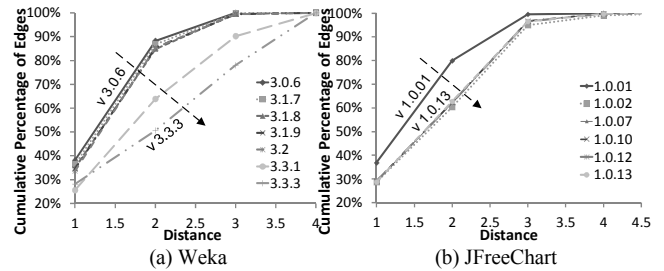 Cumulative Percentage of Edges
100%
90%
80%
70%
60%
50%
40%
30%
20%
1 1.5 2 2.5 3 3.5 4
Distance
v 3.0.6
v 3.3.3
3.0.6
3.1.7
3.1.8
3.1.9
3.2
3.3.1
3.3.3
(a) Weka
Cumulative Percentage of Edges
100%
90%
80%
70%
60%
50%
40%
30%
20%
1 1.5 2 2.5 3 3.5 4 4.5
Distance
v 1.0.01
v 1.0.13
1.0.01
1.0.02
1.0.07
1.0.10
1.0.12
1.0.13
(b) JFreeChart